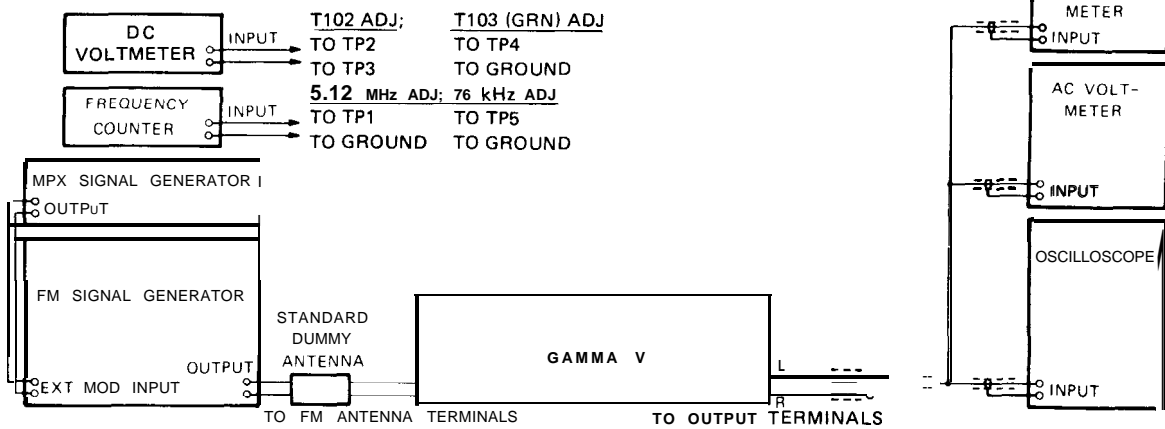 T102 ADJ; T103 (GRN) ADJ
DC VOLTMETER
INPUT
TO TP2 TO TP4
TO TP3 TO GROUND
5.12 MHz ADJ; 76 kHz ADJ
FREQUENCY COUNTER
INPUT
TO TP1 TO TP5
TO GROUND TO GROUND
METER
INPUT
AC VOLT-
METER
INPUT
MPX SIGNAL GENERATOR
OUTPUT
OSCILLOSCOPE
INPUT
FM SIGNAL GENERATOR
OUTPUT
EXT MOD INPUT
STANDARD
DUMMY
ANTENNA
GAMMA V
L
R
TO FM ANTENNA TERMINALS
TO OUTPUT TERMINALS